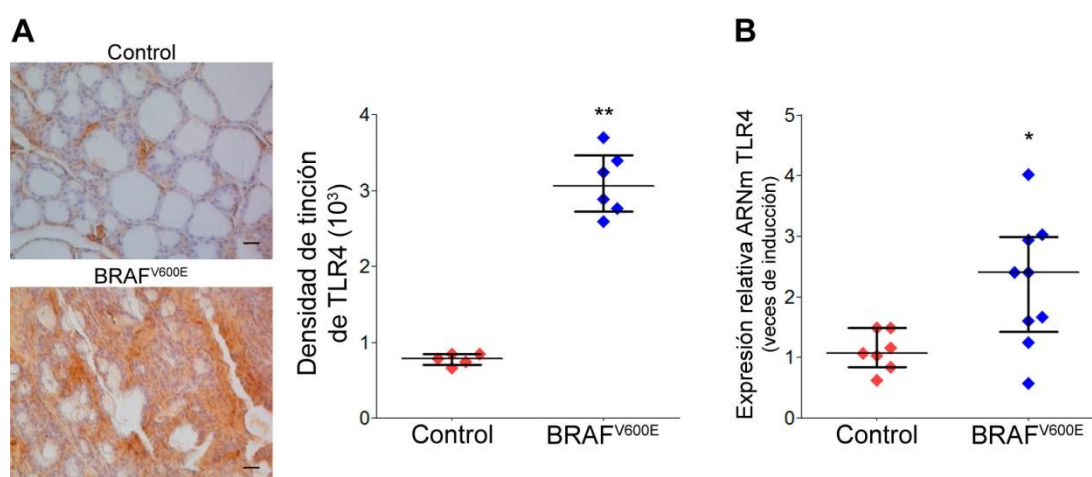 A
Control
BRAF^V600E
Densidad de tinción
de TLR4 (10³)
4
3
2
1
0
**
Control
BRAF^V600E
B
Expresión relativa ARNm TLR4
(veces de inducción)
5
4
3
2
1
0
*
Control
BRAF^V600E